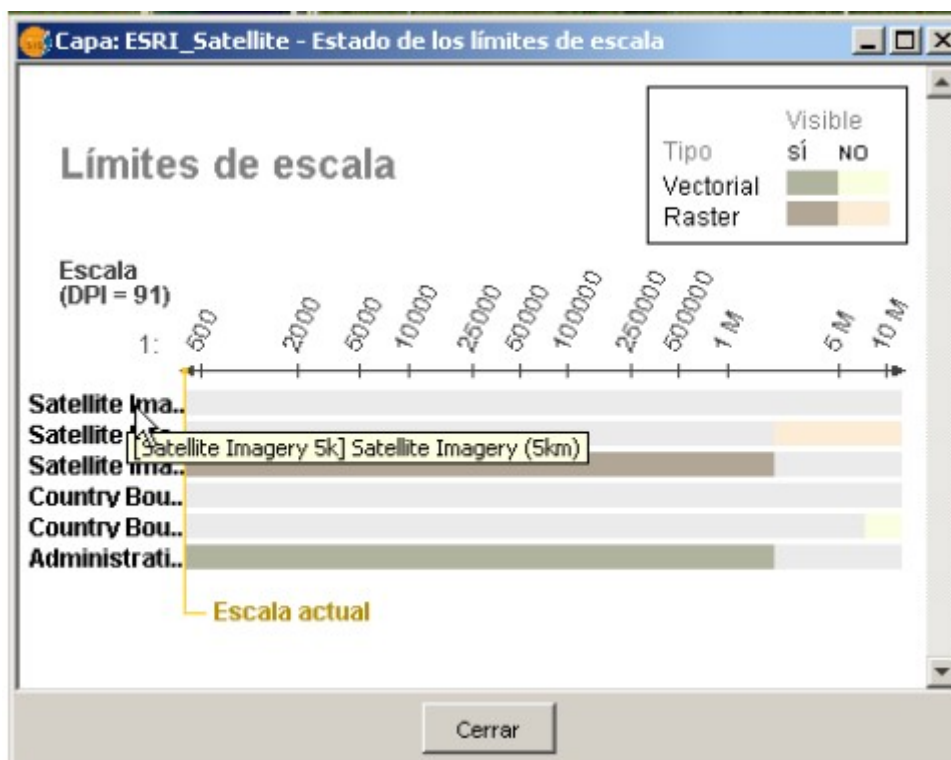 Capa: ESRI_Satellite - Estado de los límites de escala
Límites de escala
Visible
Tipo SÍ NO
Vectorial
Raster
Escala
(DPI = 91)
1: 500 2000 5000 10000 25000 50000 100000 250000 500000 1 M 5 M 10 M
Satellite Ima..
Satellite
[Satellite Imagery 5k] Satellite Imagery (5km)
Satellite Ima..
Country Bou..
Country Bou..
Administrati..
Escala actual
Cerrar